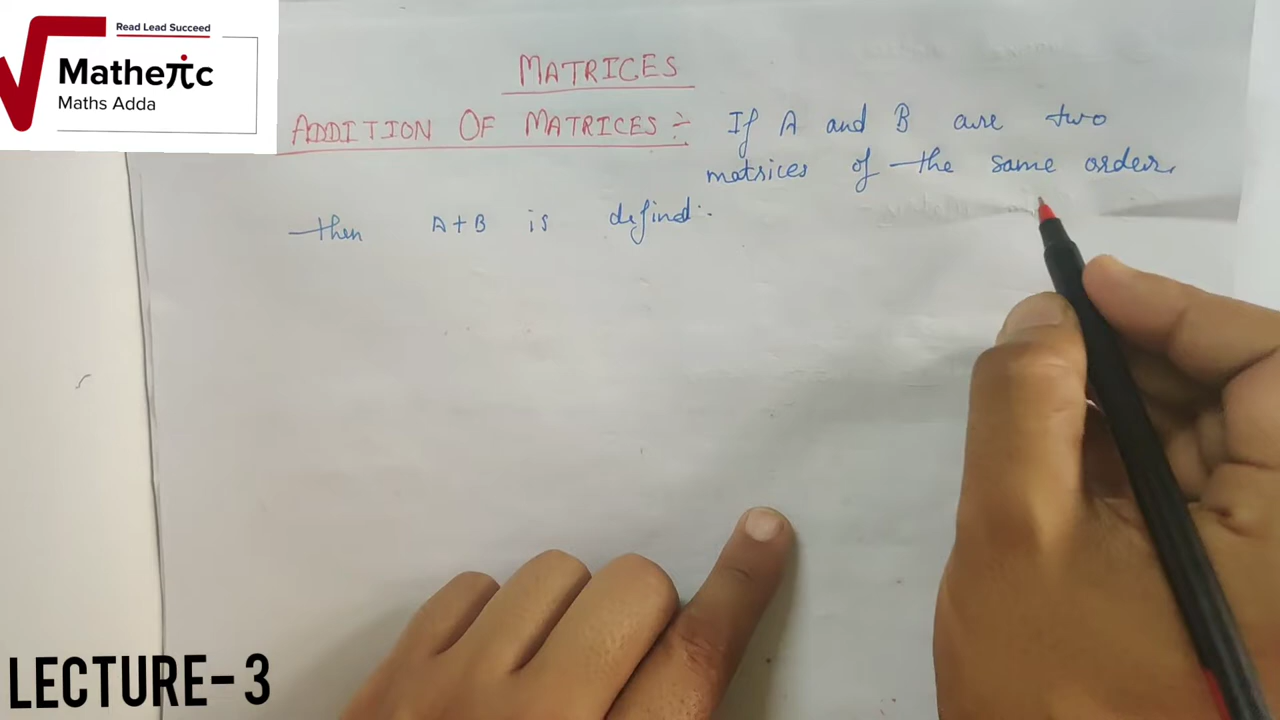 Read Lead Succeed
Matheπc
Maths Adda
MATRICES
ADDITION OF MATRICES :- If A and B are two
matrices of the same order,
then A+B is defind.
LECTURE-3